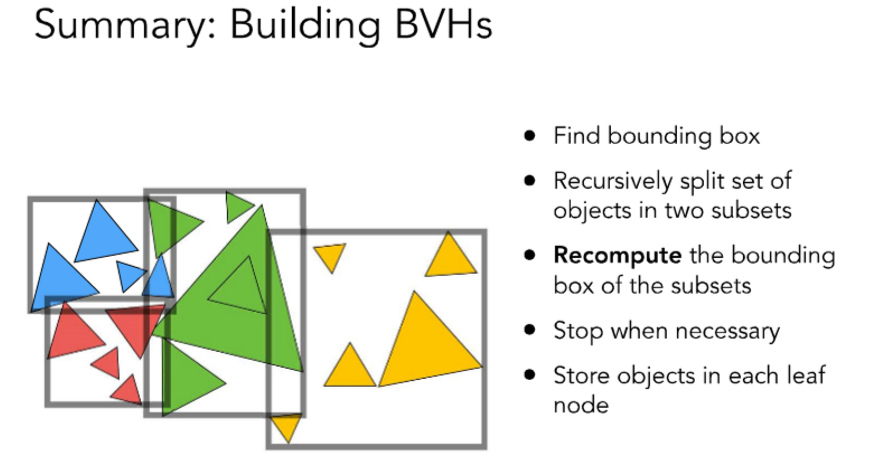 Summary: Building BVHs
● Find bounding box
● Recursively split set of
objects in two subsets
● Recompute the bounding
box of the subsets
● Stop when necessary
● Store objects in each leaf
node